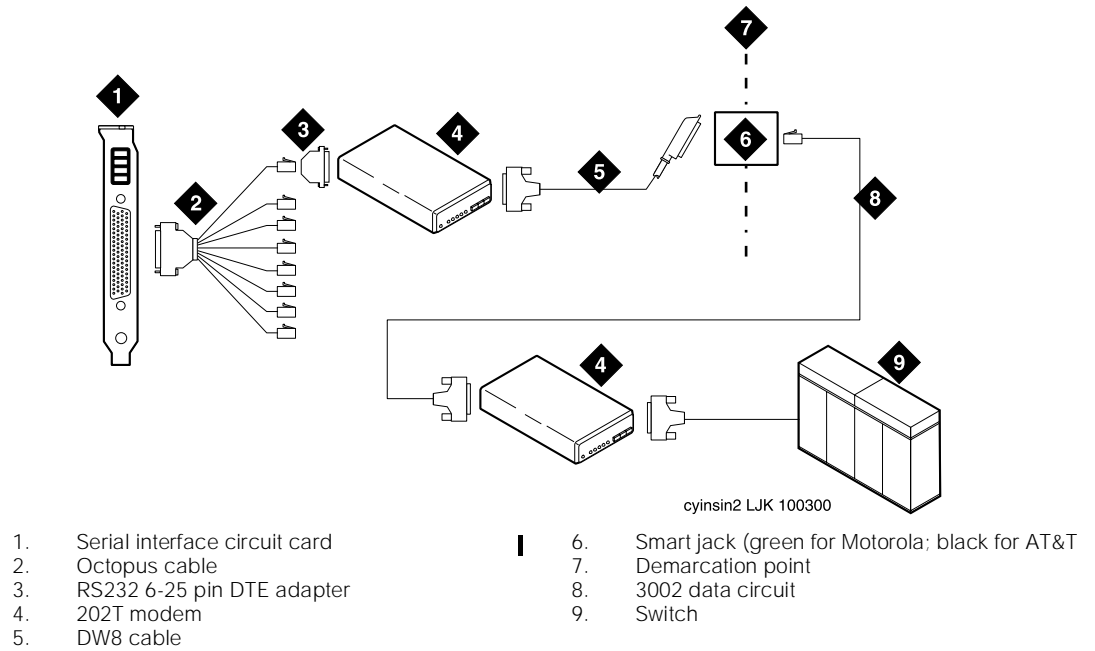 7
1
3
4
6
2
5
8
4
9
cyinsin2 LJK 100300
1. Serial interface circuit card
2. Octopus cable
3. RS232 6-25 pin DTE adapter
4. 202T modem
5. DW8 cable
6. Smart jack (green for Motorola; black for AT&T
7. Demarcation point
8. 3002 data circuit
9. Switch